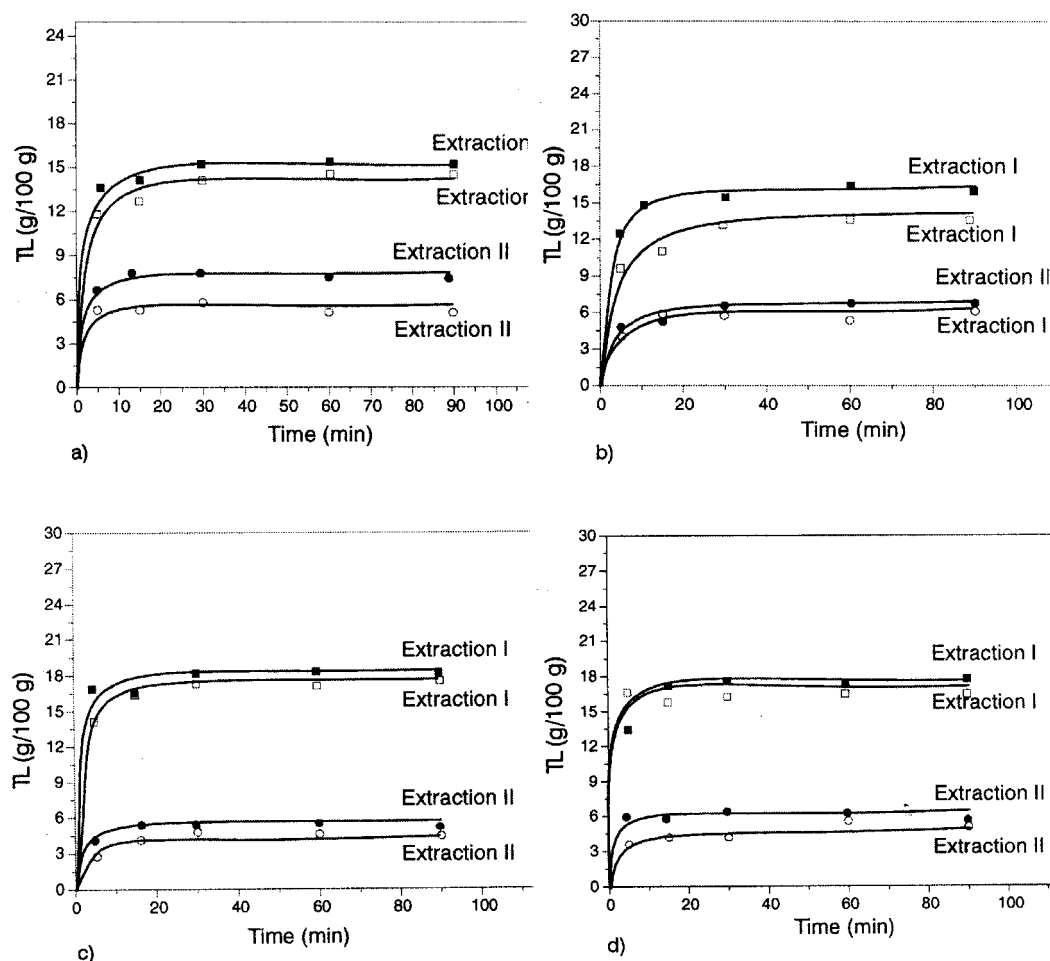 24
21
18
15
12
9
6
3
0
TL (g/100 g)
Extraction
Extraction
Extraction II
Extraction II
0 10 20 30 40 50 60 70 80 90 100
Time (min)
a)
30
27
24
21
18
15
12
9
6
3
0
TL (g/100 g)
Extraction I
Extraction I
Extraction II
Extraction I
0 20 40 60 80 100
Time (min)
b)
30
27
24
21
18
15
12
9
6
3
0
TL (g/100 g)
Extraction I
Extraction I
Extraction II
Extraction II
0 20 40 60 80 100
Time (min)
c)
30
27
24
21
18
15
12
9
6
3
0
TL (g/100 g)
Extraction I
Extraction I
Extraction II
Extraction II
0 20 40 60 80 100
Time (min)
d)